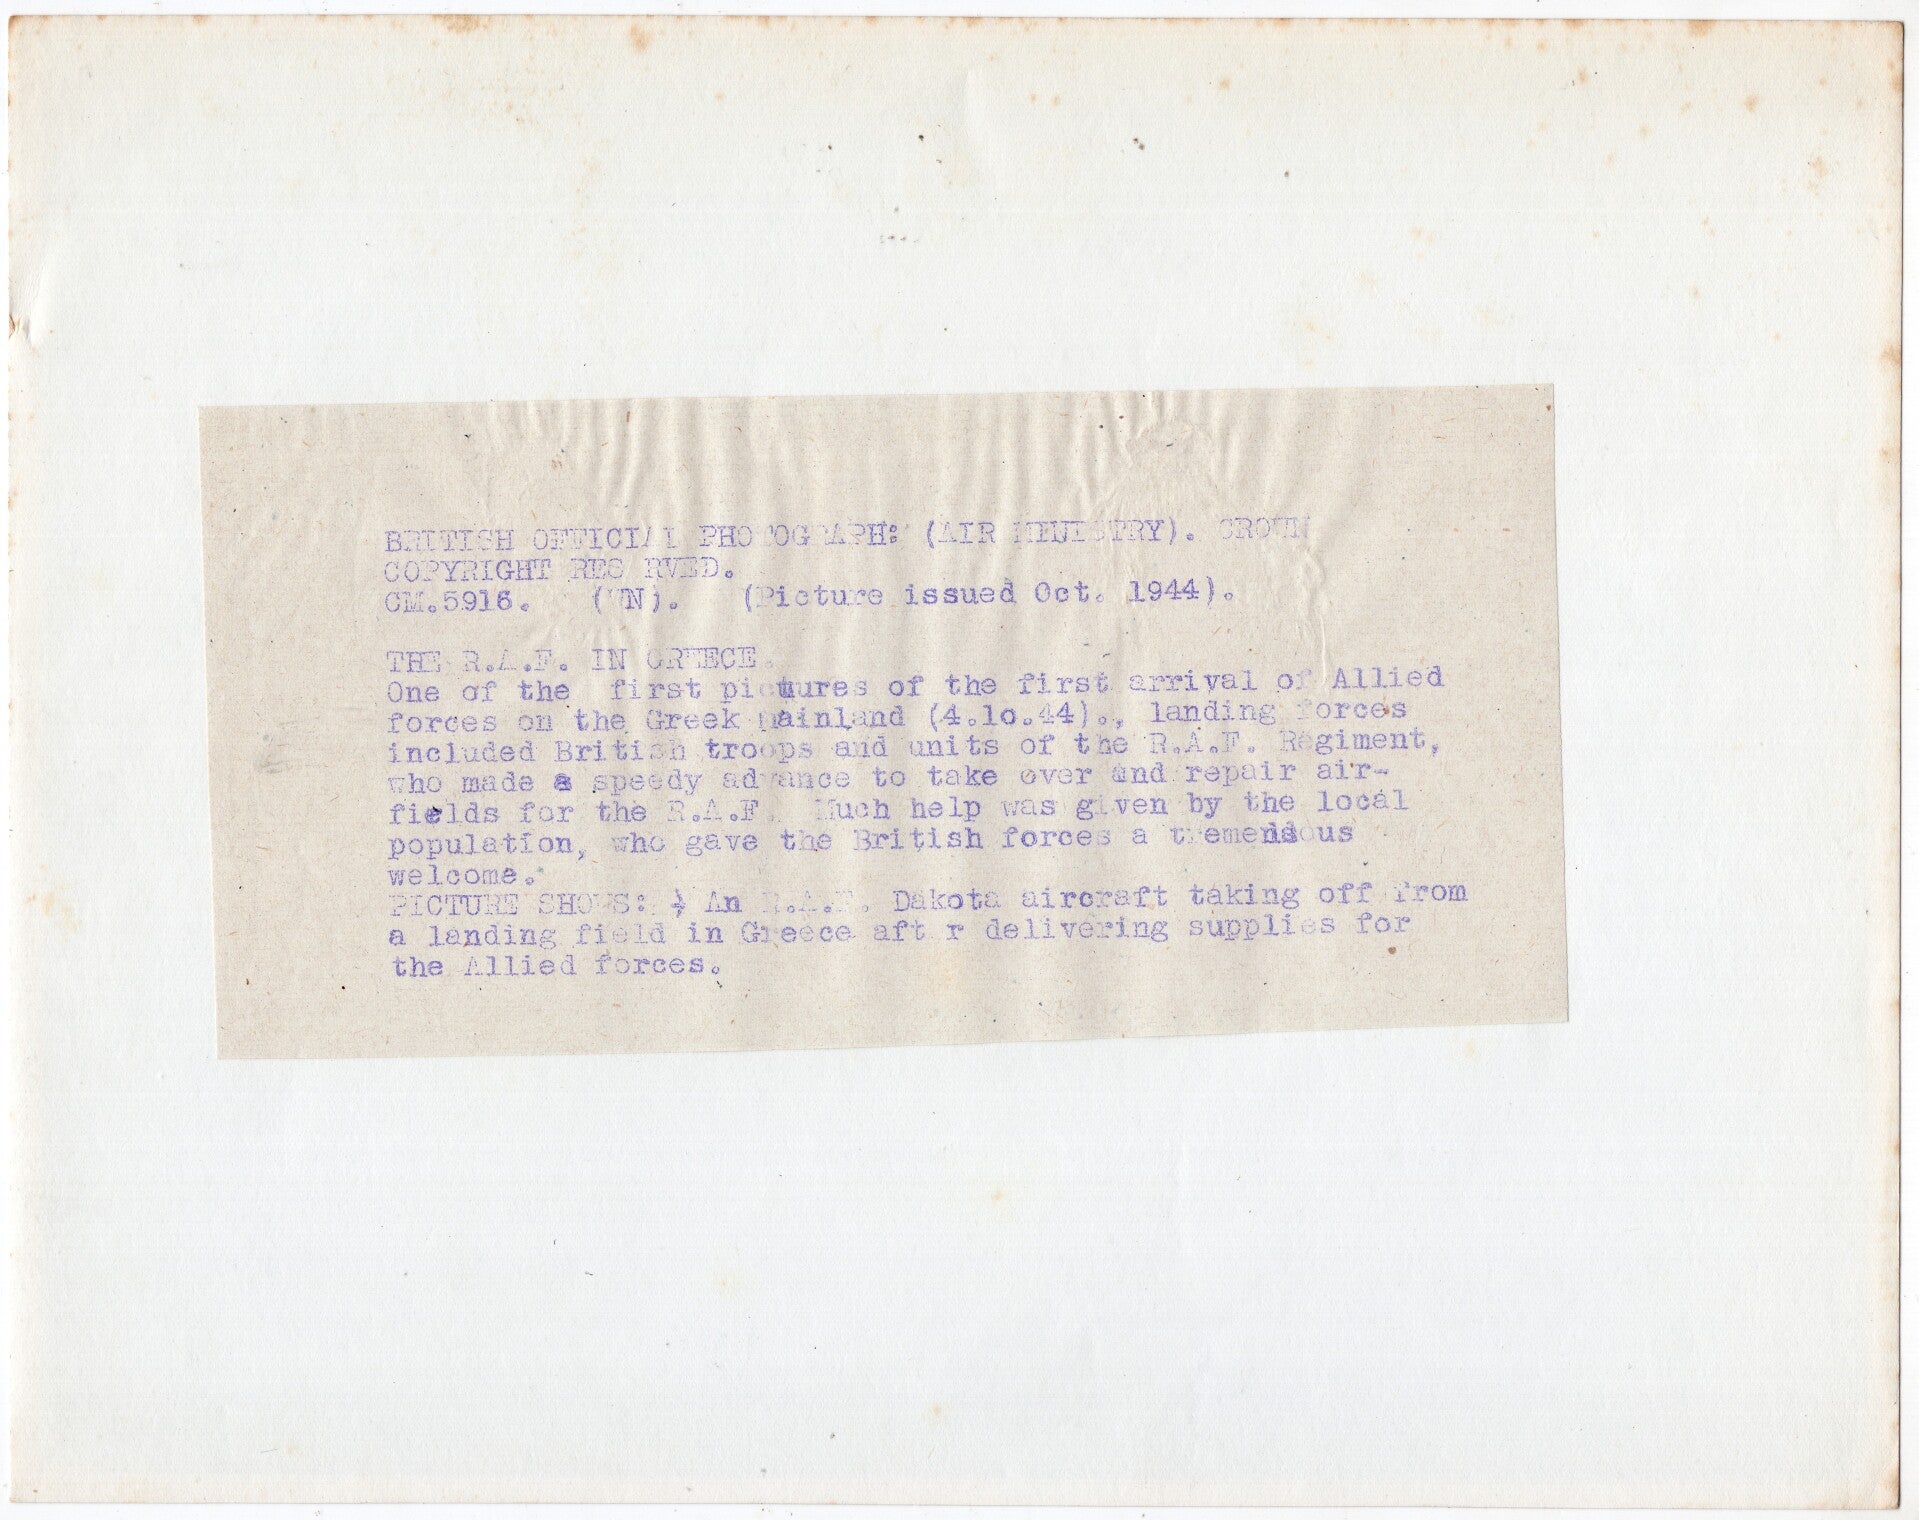 BRITISH OFFICIAL PHOTOGRAPH: (AIR MINISTRY). CROWN
COPYRIGHT RES RVED.
CM.5916. (UN). (Picture issued Oct. 1944).
THE R.A.F. IN GREECE.
One of the first pictures of the first arrival of Allied
forces on the Greek mainland (4.10.44)., landing forces
included British troops and units of the R.A.F. Regiment,
who made a speedy advance to take over and repair air-
fields for the R.A.F. Much help was given by the local
population, who gave the British forces a tremendous
welcome.
PICTURE SHOWS: An R.A.F. Dakota aircraft taking off from
a landing field in Greece aft r delivering supplies for
the Allied forces.